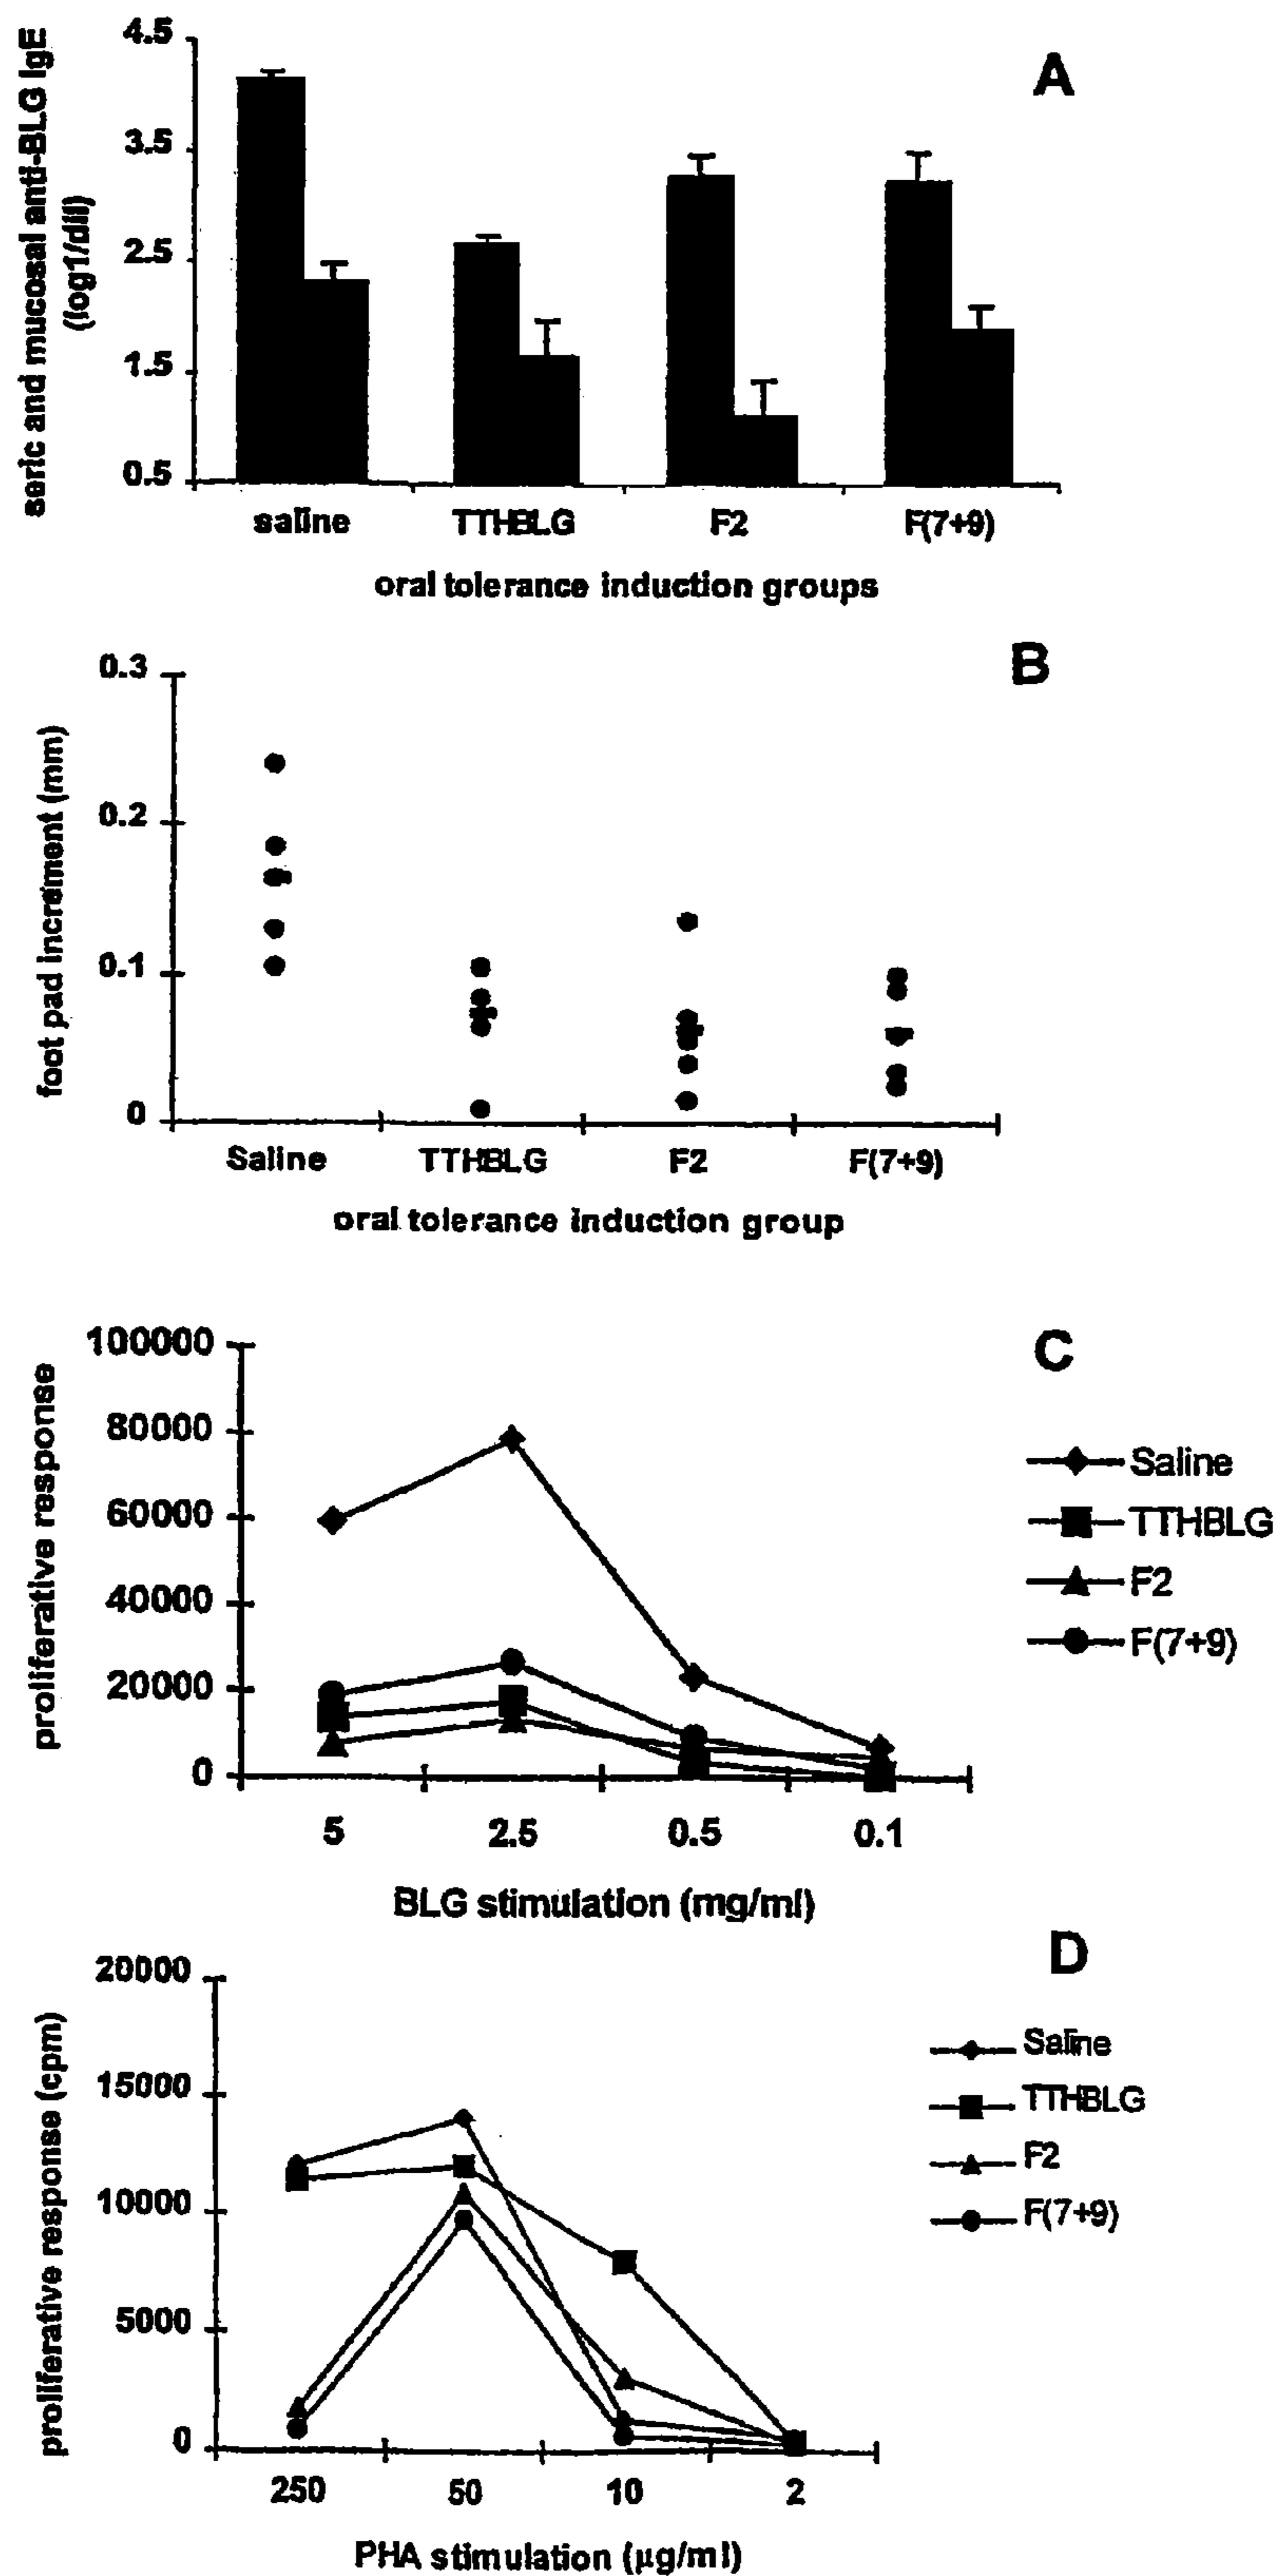 A
seric and mucosal anti-BLG IgE
(log1/dil)
4.5
3.5
2.5
1.5
0.5
saline TTHBLG F2 F(7+9)
oral tolerance induction groups
B
foot pad increment (mm)
0.3
0.2
0.1
0
Saline TTHBLG F2 F(7+9)
oral tolerance induction group
C
proliferative response
100000
80000
60000
40000
20000
0
5 2.5 0.5 0.1
BLG stimulation (mg/ml)
Saline
TTHBLG
F2
F(7+9)
D
proliferative response (cpm)
20000
15000
10000
5000
0
250 50 10 2
PHA stimulation (µg/ml)
Saline
TTHBLG
F2
F(7+9)